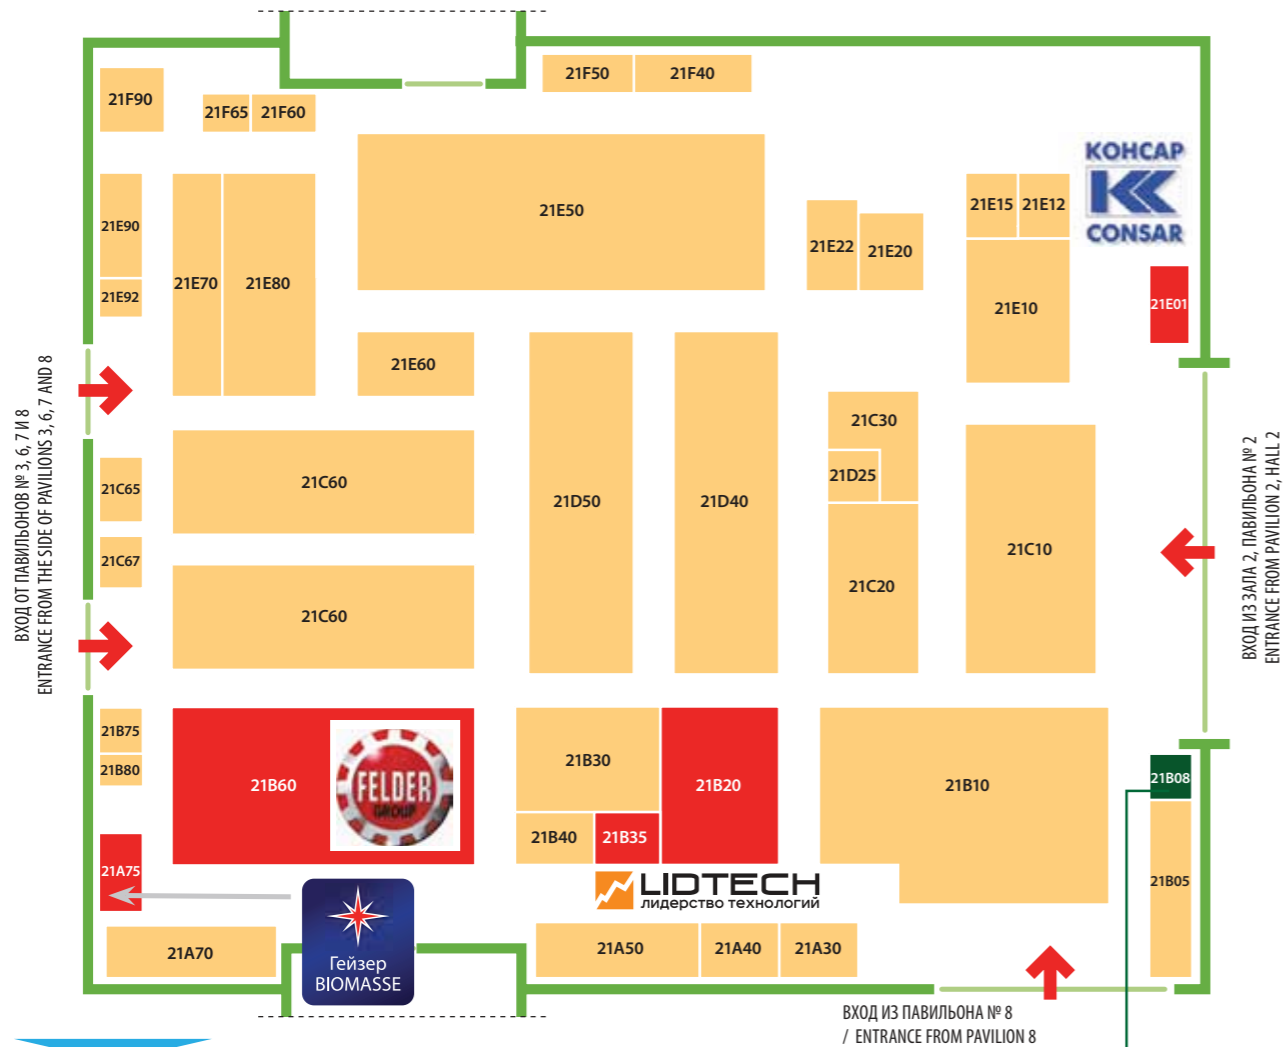 21F50
21F40
21F90
21F65
21F60
КОНСАР
CONSAR
21E15
21E12
21E50
21E90
21E22
21E20
21E70
21E80
21E92
21E01
21E10
21E60
ВХОД ОТ ПАВИЛЬОНОВ № 3, 6, 7 И 8
ENTRANCE FROM THE SIDE OF PAVILIONS 3, 6, 7 AND 8
21C30
21D25
21C65
21C60
21D50
21D40
21C10
21C67
21C20
21C60
ВХОД ИЗ ЗАЛА 2, ПАВИЛЬОНА № 2
ENTRANCE FROM PAVILION 2, HALL 2
21B75
21B80
21B60
FELDER
GROUP
21B30
21B20
21B10
21B08
21B40
21B35
21A75
LIDTECH
ЛИДЕРСТВО ТЕХНОЛОГИЙ
21B05
21A70
Гейзер
BIOMASSE
21A50
21A40
21A30
ВХОД ИЗ ПАВИЛЬОНА № 8
/ ENTRANCE FROM PAVILION 8